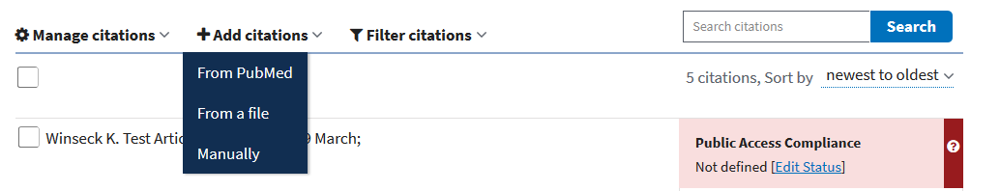 Manage citations
Add citations
Filter citations
Search citations
Search
From PubMed
From a file
Manually
5 citations, Sort by newest to oldest
Winseck K. Test Artic 9 March;
Public Access Compliance
Not defined [Edit Status]
?